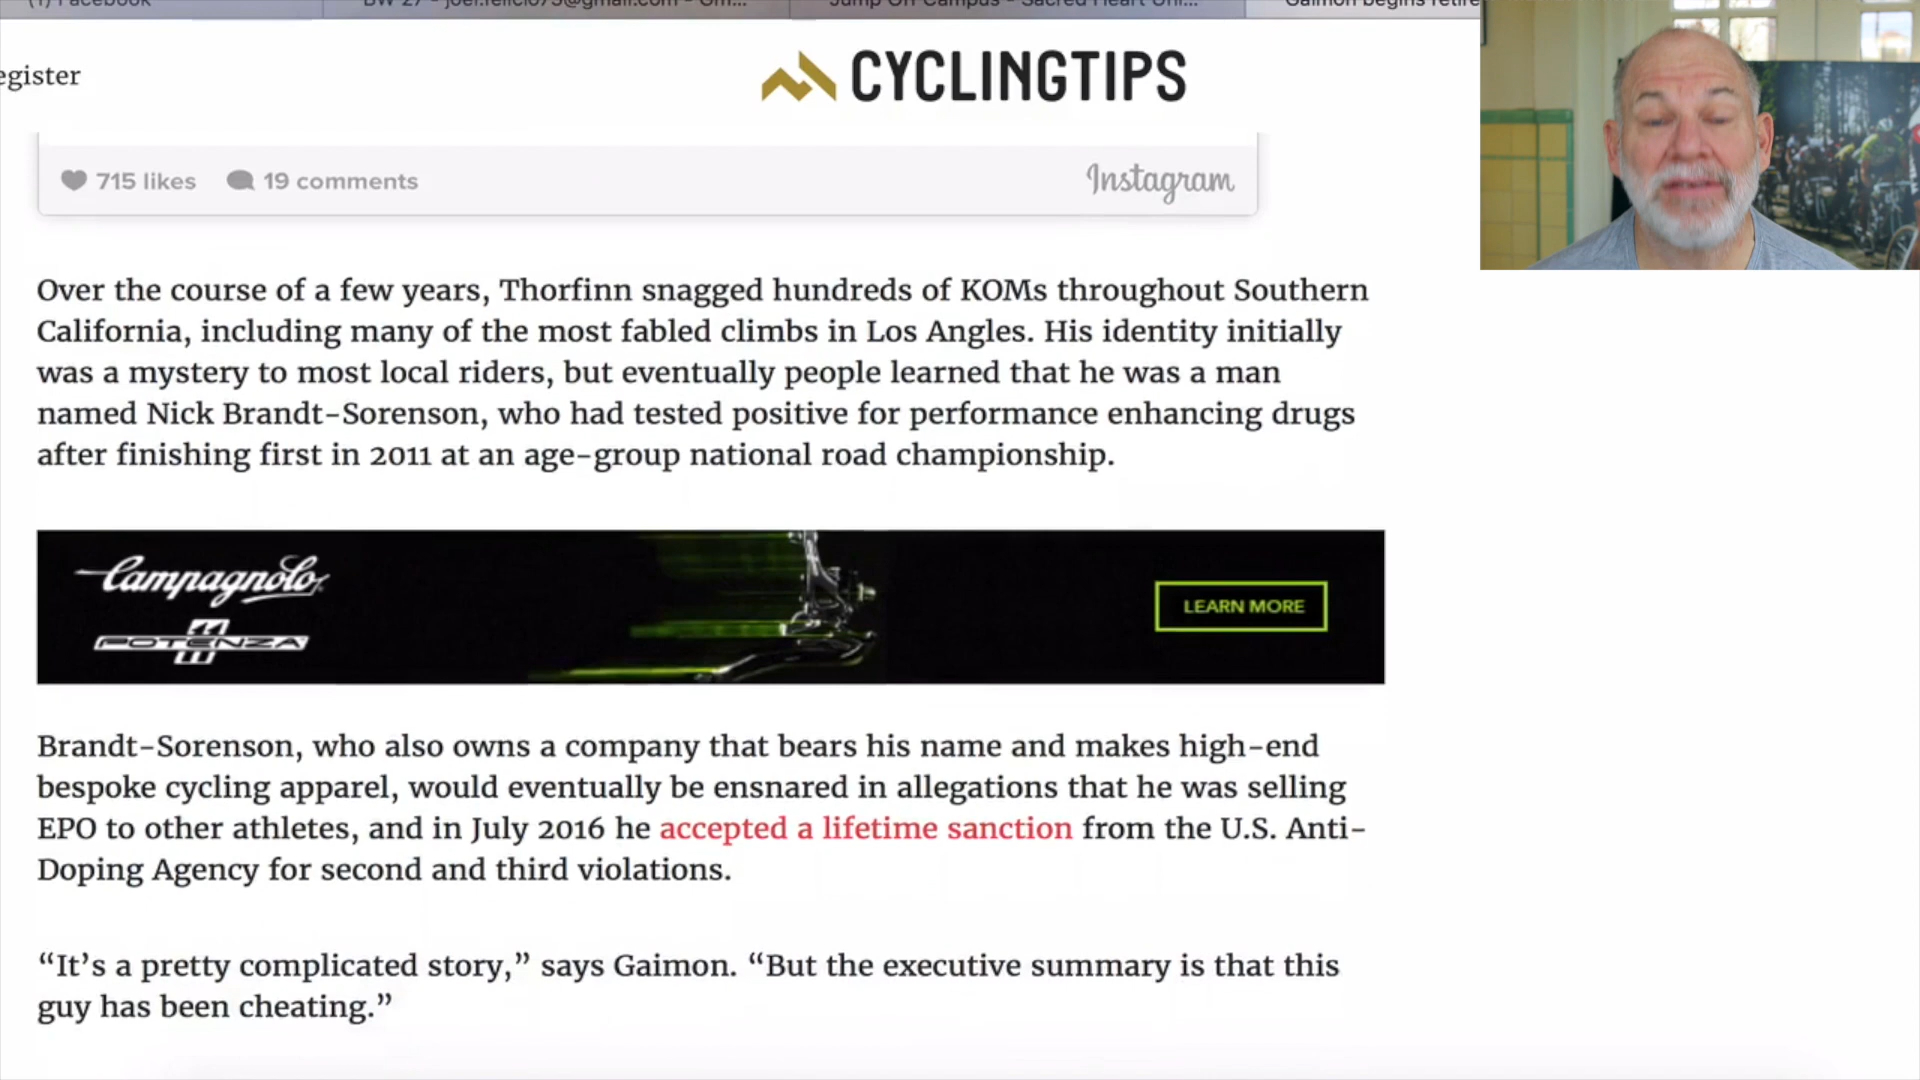 (1) Facebook
Jump On Campus - Sacred Heart Uni...
Gaimon begins retire
egister
CYCLINGTIPS
715 likes 19 comments Instagram
Over the course of a few years, Thorfinn snagged hundreds of KOMs throughout Southern
California, including many of the most fabled climbs in Los Angles. His identity initially
was a mystery to most local riders, but eventually people learned that he was a man
named Nick Brandt-Sorenson, who had tested positive for performance enhancing drugs
after finishing first in 2011 at an age-group national road championship.
Campagnolo
POTENZA
11
LEARN MORE
Brandt-Sorenson, who also owns a company that bears his name and makes high-end
bespoke cycling apparel, would eventually be ensnared in allegations that he was selling
EPO to other athletes, and in July 2016 he accepted a lifetime sanction from the U.S. Anti-
Doping Agency for second and third violations.
“It’s a pretty complicated story,” says Gaimon. “But the executive summary is that this
guy has been cheating.”